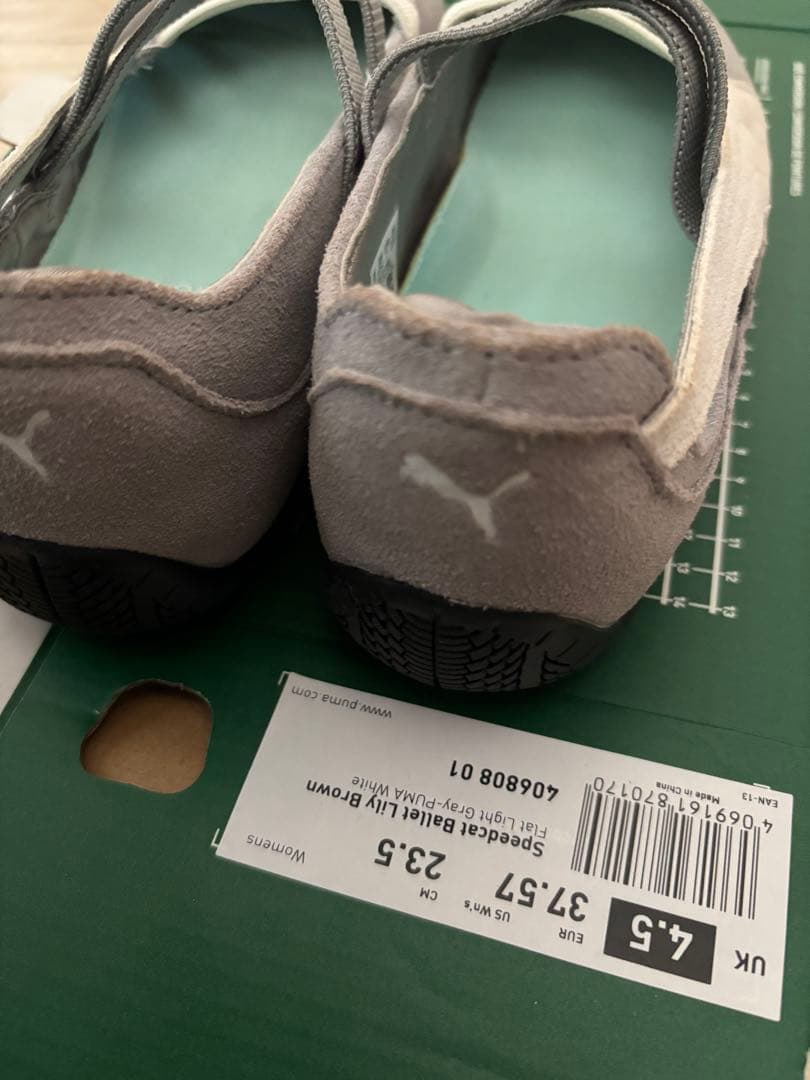 UK 4.5
EUR 37.5
US Wn's 7
CM 23.5
Womens
Speedcat Ballet Lily Brown
Flat Light Gray-PUMA White
406808 01
4 069161 870170
EAN-13 Made in China
www.puma.com